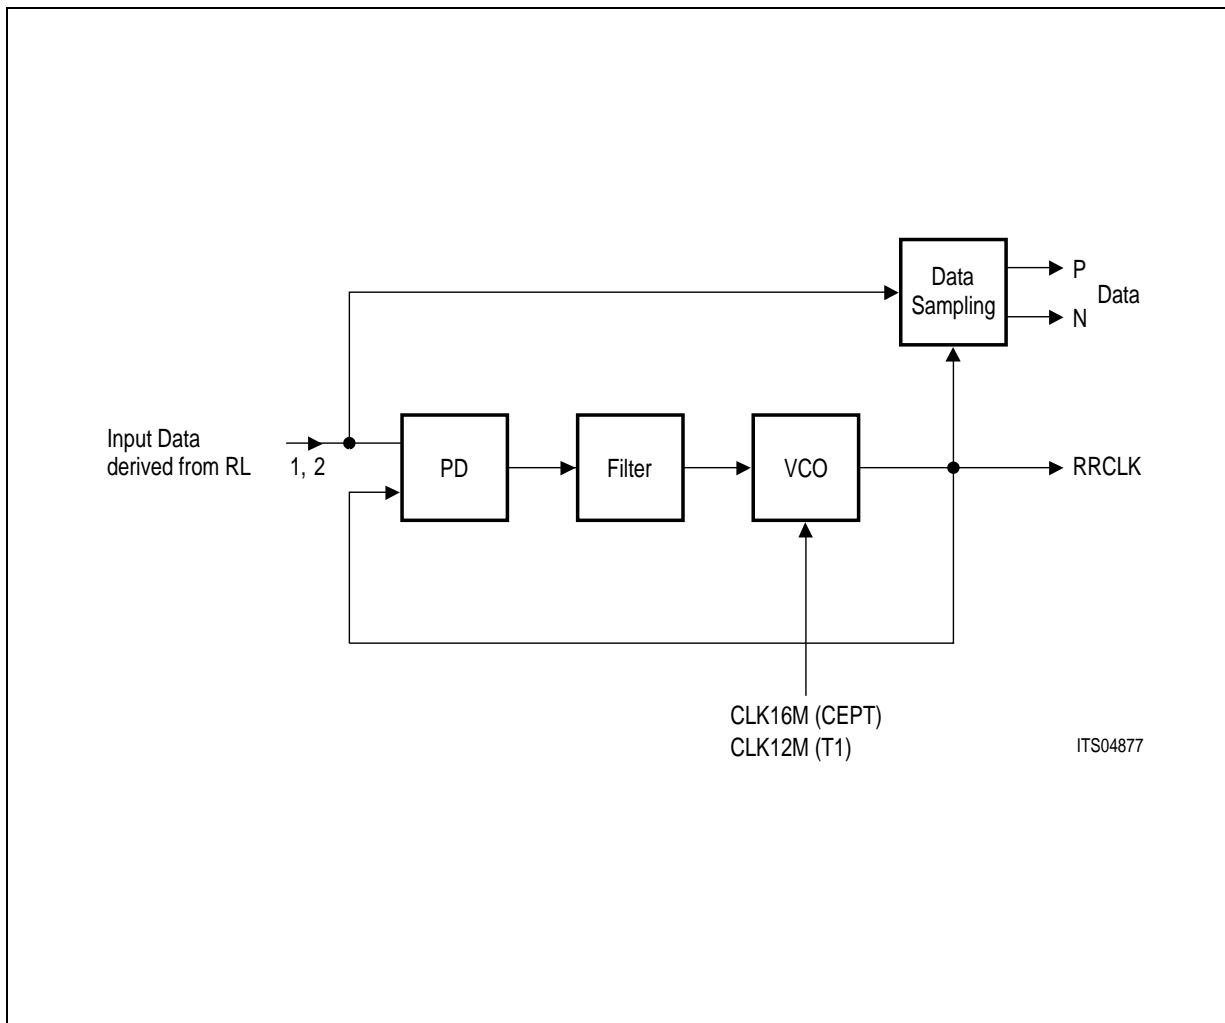 Data
Sampling
P
Data
N
Input Data
derived from RL
1, 2
PD
Filter
VCO
RRCLK
CLK16M (CEPT)
CLK12M (T1)
ITS04877